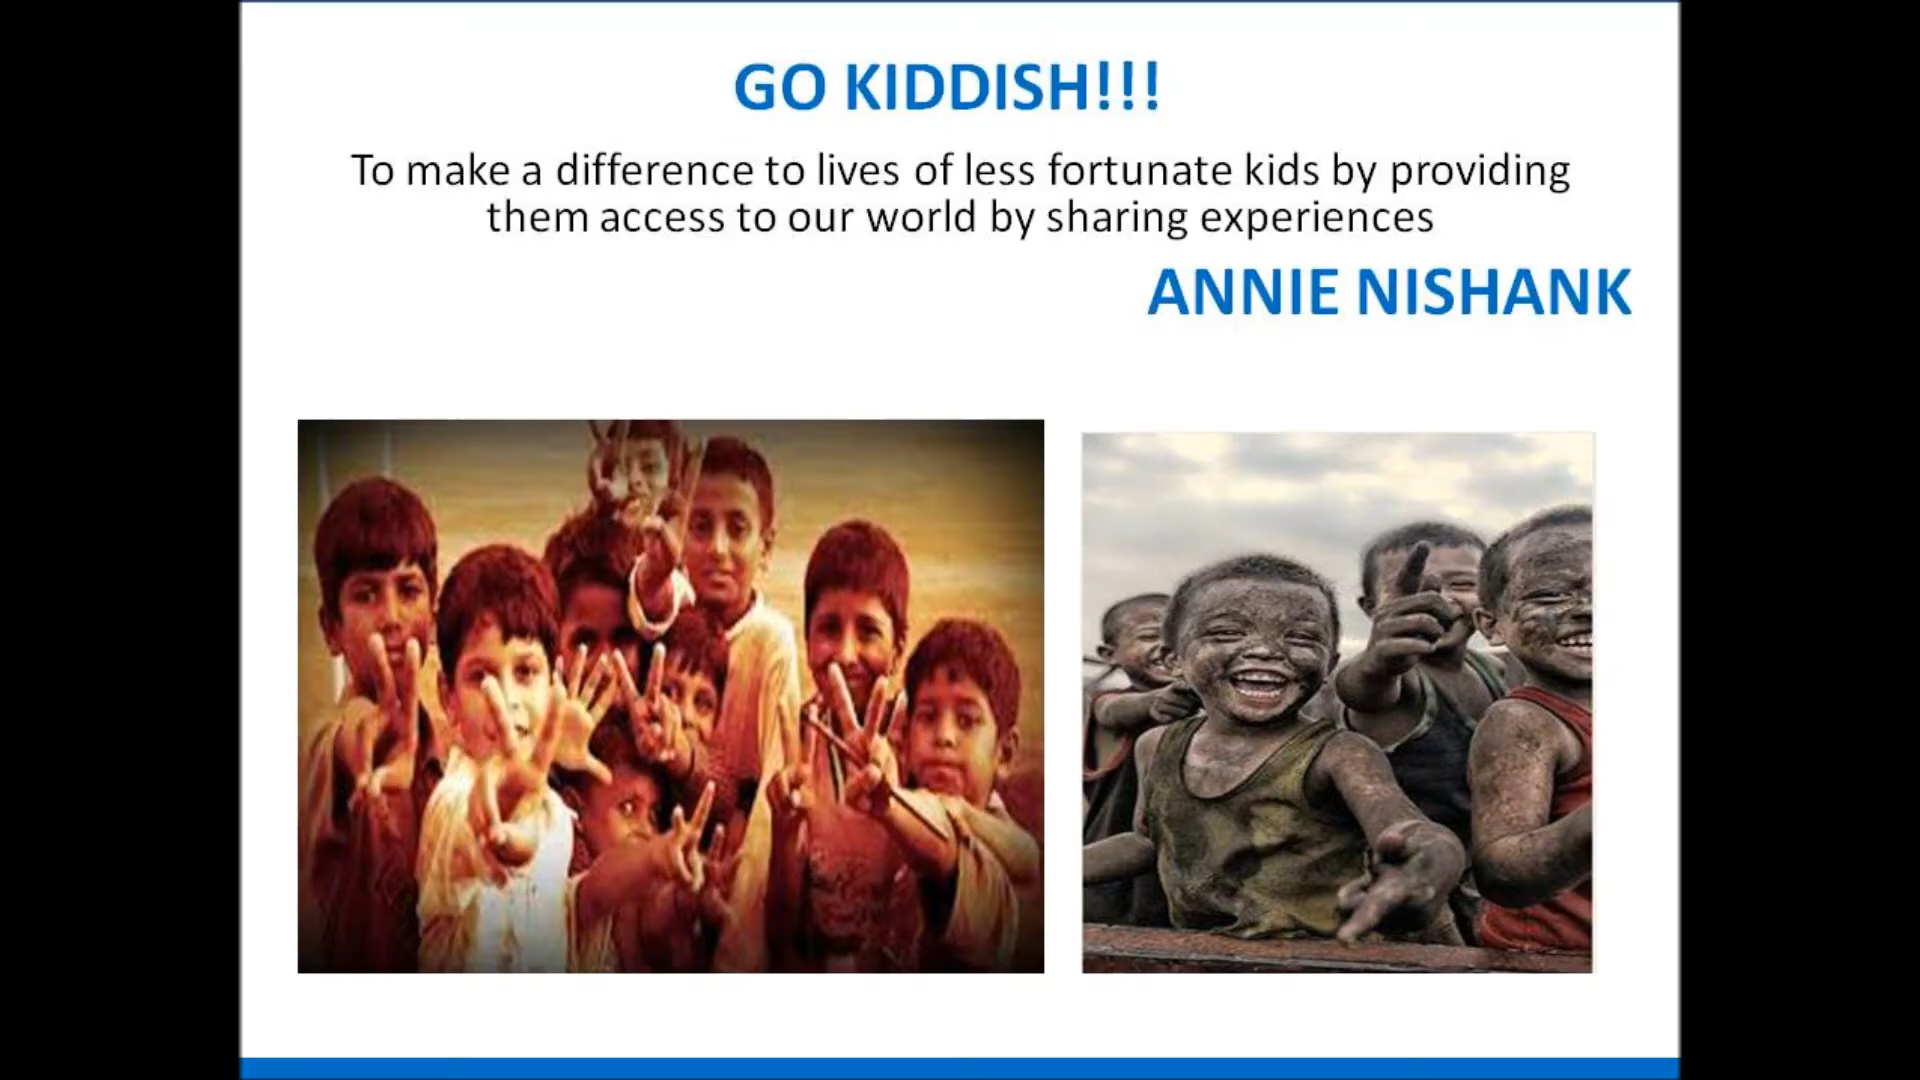 GO KIDDISH!!!
To make a difference to lives of less fortunate kids by providing
them access to our world by sharing experiences
ANNIE NISHANK